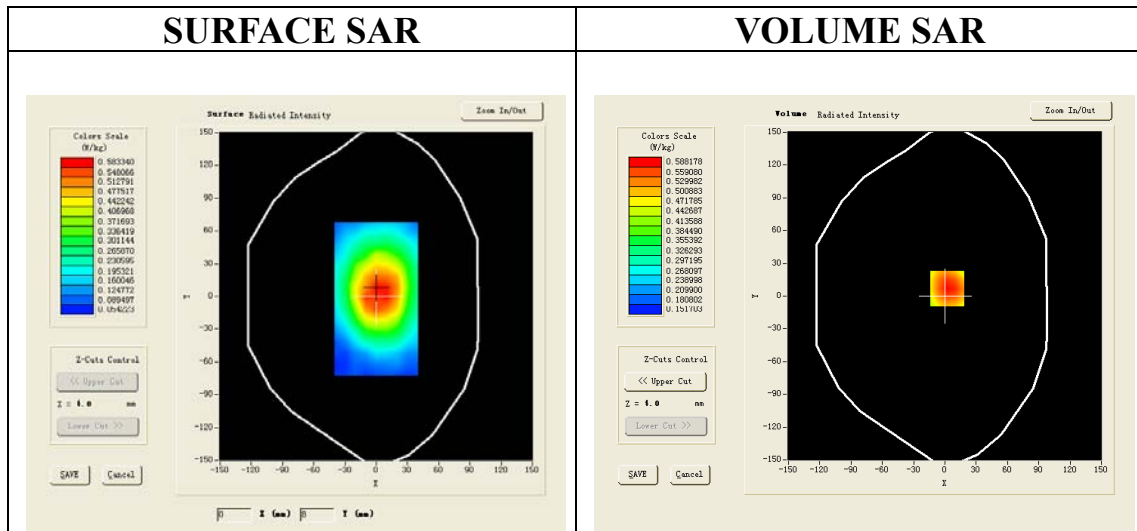 SURFACE SAR
VOLUME SAR
Surface Radiated Intensity
Zoom In/Out
Colors Scale
(W/kg)
0.583340
0.548066
0.512791
0.477517
0.442242
0.406968
0.371693
0.336419
0.301144
0.265870
0.230595
0.195321
0.160046
0.124772
0.089497
0.054223
150
120
90
60
30
0
-30
-60
-90
-120
-150
Y
-150 -120 -90 -60 -30 0 30 60 90 120 150
X
Z-Cuts Control
<< Upper Cut
Z = 4.0 mm
Lower Cut >>
SAVE Cancel
0 X (mm) 8 Y (mm)
Volume Radiated Intensity
Zoom In/Out
Colors Scale
(W/kg)
0.588178
0.559080
0.529982
0.500883
0.471785
0.442687
0.413588
0.384490
0.355392
0.326293
0.297195
0.268097
0.238998
0.209900
0.180802
0.151703
150
120
90
60
30
0
-30
-60
-90
-120
-150
Y
-150 -120 -90 -60 -30 0 30 60 90 120 150
X
Z-Cuts Control
<< Upper Cut
Z = 4.0 mm
Lower Cut >>
SAVE Cancel